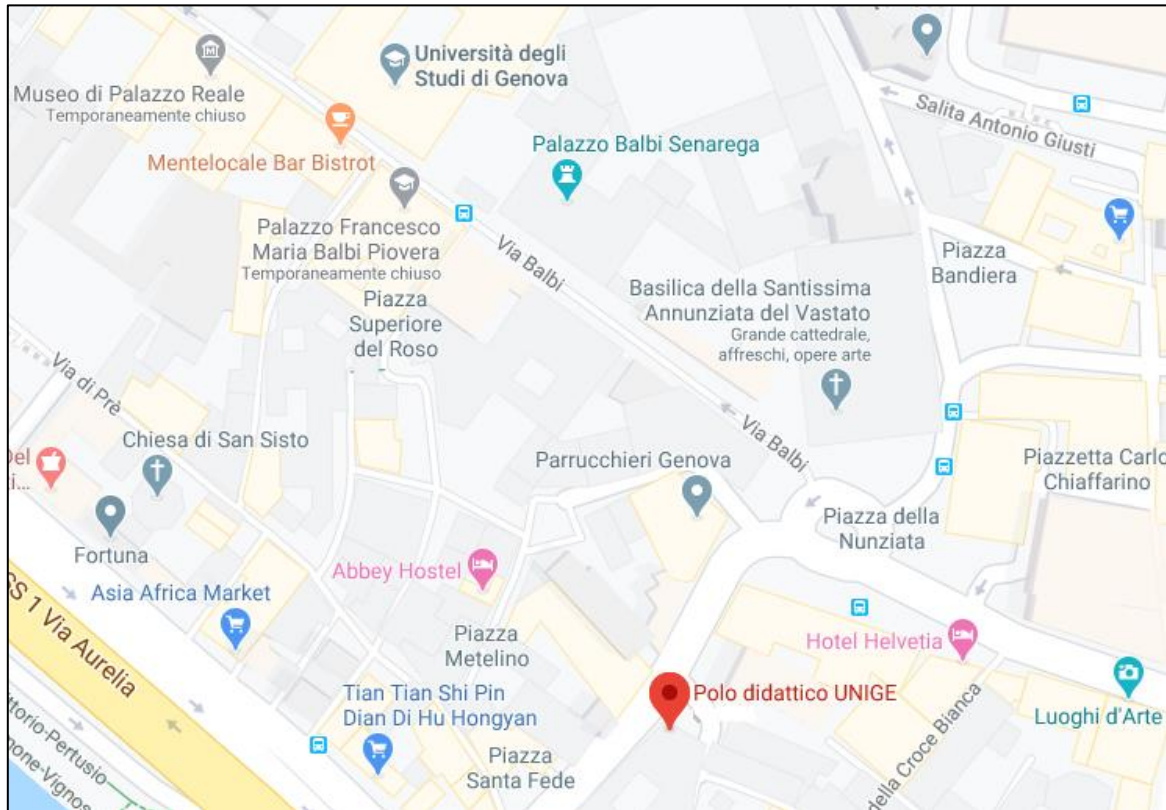 Università degli
Studi di Genova
Museo di Palazzo Reale
Temporaneamente chiuso
Salita Antonio Giusti
Mentelocale Bar Bistrot
Palazzo Balbi Senarega
Palazzo Francesco
Maria Balbi Piovera
Temporaneamente chiuso
Via Balbi
Piazza
Bandiera
Basilica della Santissima
Annunziata del Vastato
Grande cattedrale,
affreschi, opere arte
Piazza
Superiore
del Roso
Via di Prè
Via Balbi
Chiesa di San Sisto
Del
Parrucchieri Genova
Piazzetta Carlo
Chiaffarino
Piazza della
Nunziata
Fortuna
Abbey Hostel
Asia Africa Market
SS 1 Via Aurelia
Piazza
Metelino
Hotel Helvetia
Tian Tian Shi Pin
Dian Di Hu Hongyan
Polo didattico UNIGE
Luoghi d'Arte
Piazza
Santa Fede
della Croce Bianca